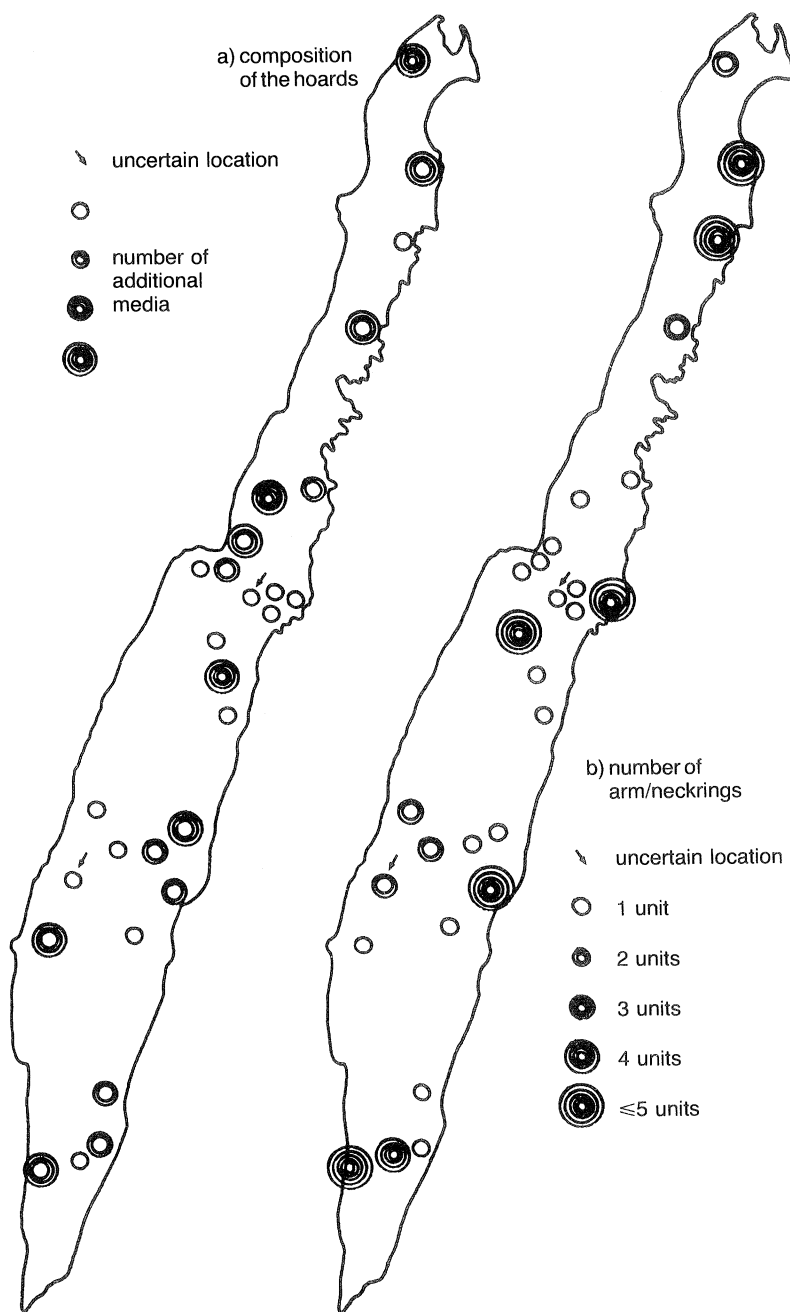 a) composition
of the hoards
uncertain location
number of
additional
media
b) number of
arm/neckrings
uncertain location
1 unit
2 units
3 units
4 units
≤5 units